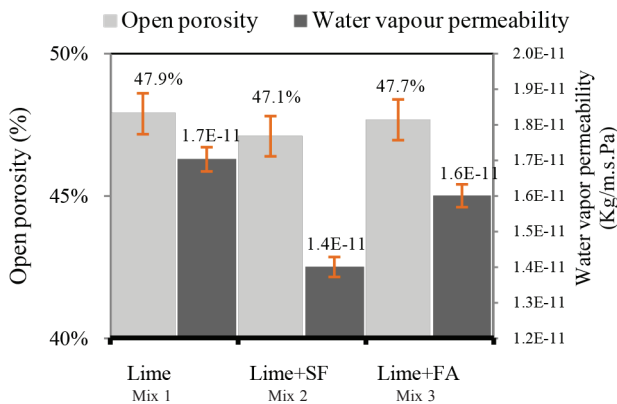 Open porosity
Water vapour permeability
Open porosity (%)
50%
45%
40%
47.9%
1.7E-11
47.1%
1.4E-11
47.7%
1.6E-11
2.0E-11
1.9E-11
1.8E-11
1.7E-11
1.6E-11
1.5E-11
1.4E-11
1.3E-11
1.2E-11
Water vapor permeability
(Kg/m.s.Pa)
Lime
Mix 1
Lime+SF
Mix 2
Lime+FA
Mix 3